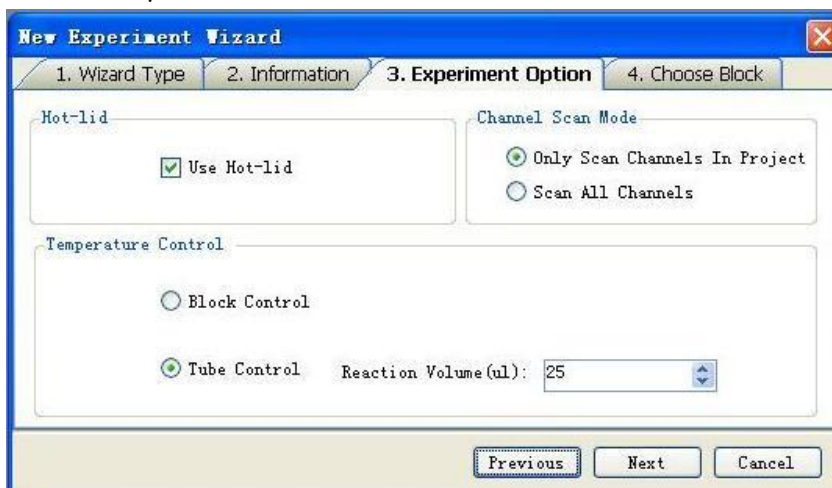 New Experiment Wizard
1. Wizard Type 2. Information 3. Experiment Option 4. Choose Block
Hot-lid
Use Hot-lid
Channel Scan Mode
Only Scan Channels In Project
Scan All Channels
Temperature Control
Block Control
Tube Control Reaction Volume(ul): 25
Previous Next Cancel